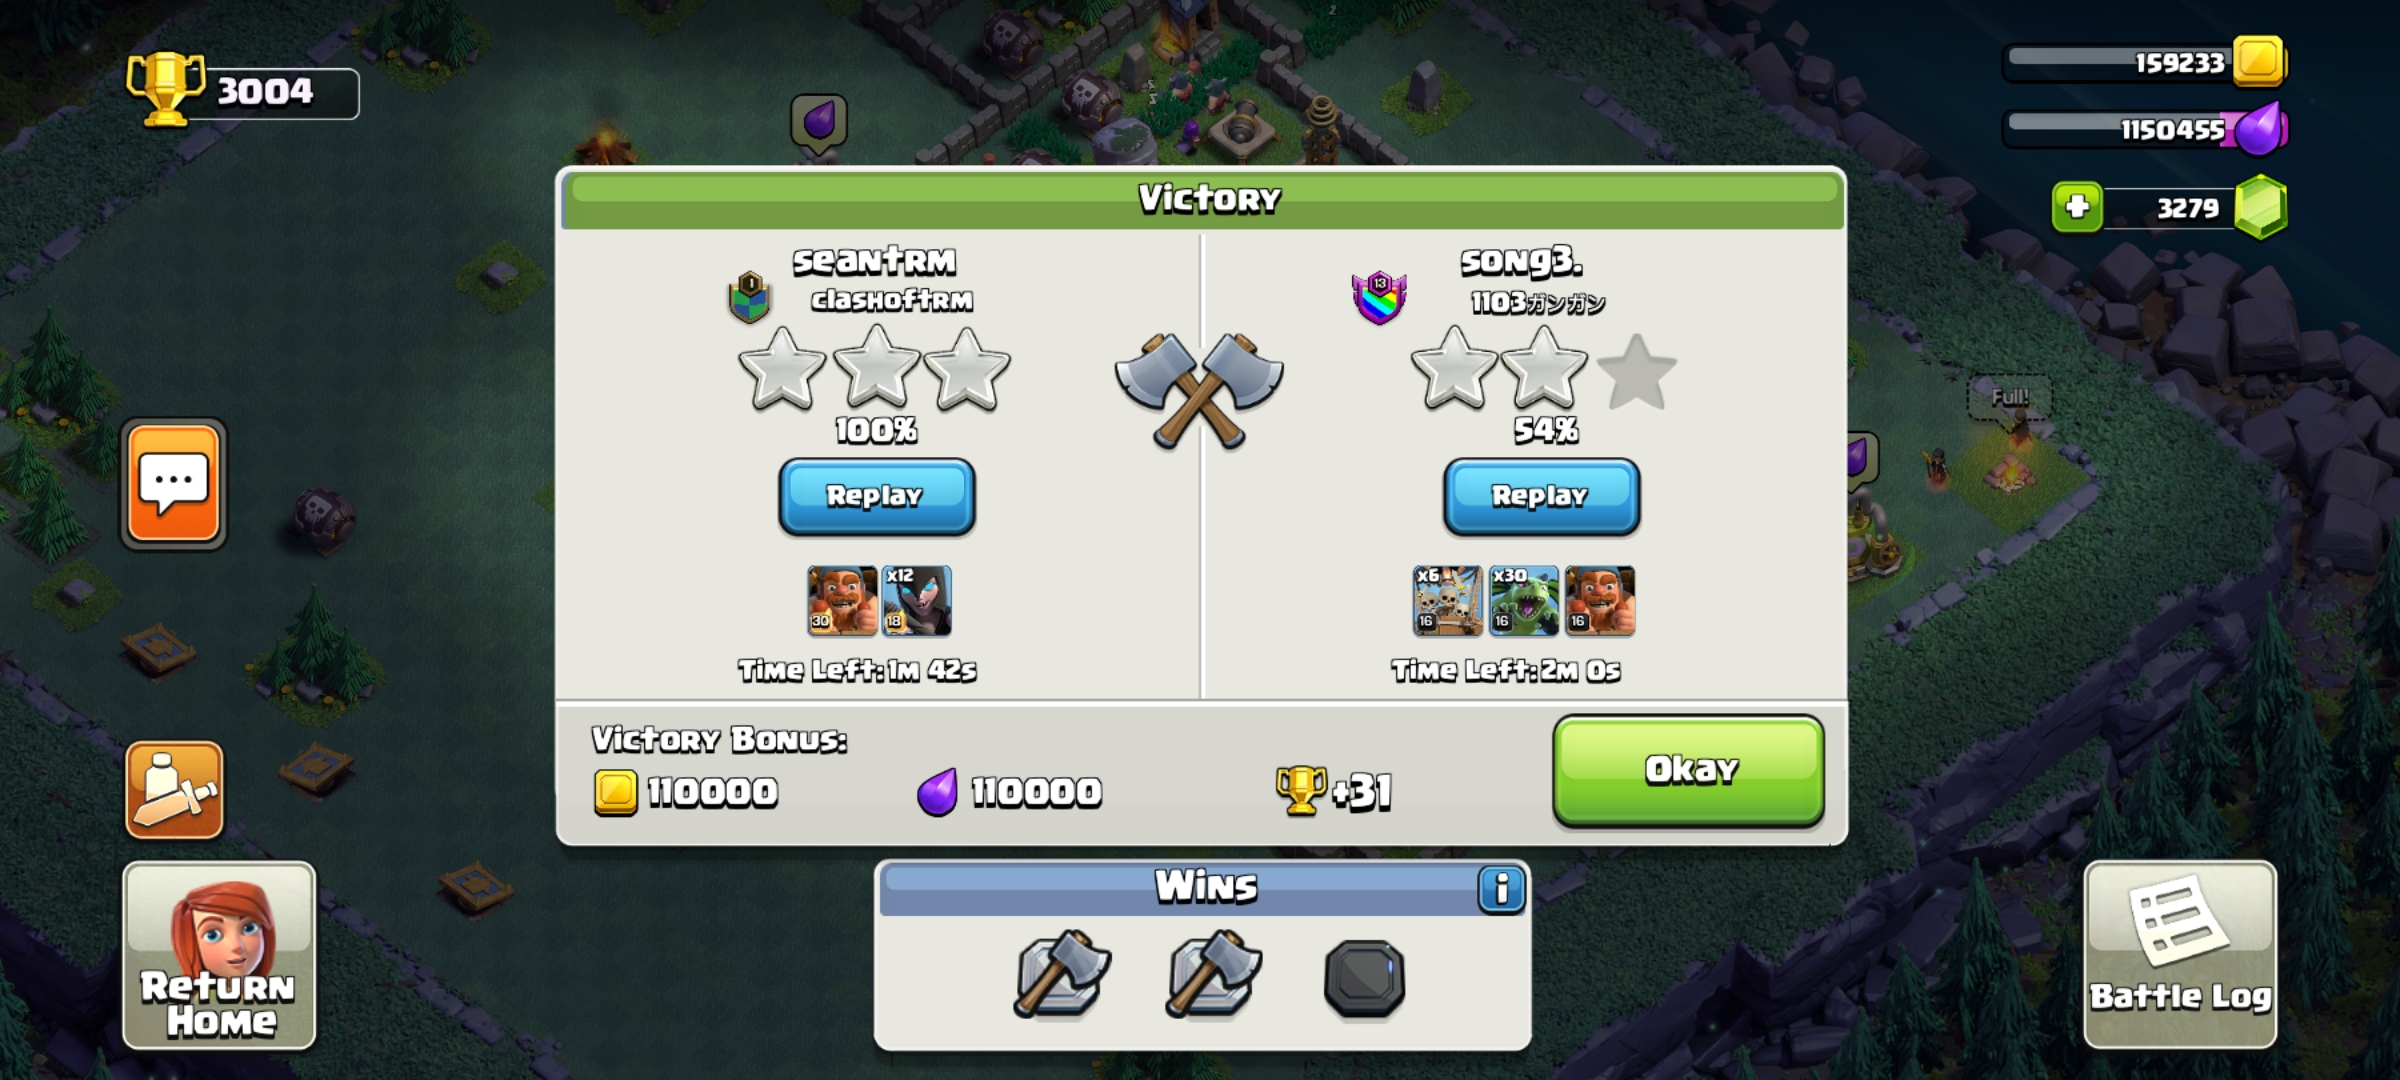 3004
159233
1150455
3279
Victory
seantrm
clashoftrm
1
100%
Replay
30
x12
18
Time Left:1m 42s
song3.
1103ガンガン
13
54%
Replay
x6
16
x30
16
16
Time Left:2m 0s
Full!
Victory Bonus:
110000
110000
+31
Okay
Wins
i
Return
Home
Battle Log